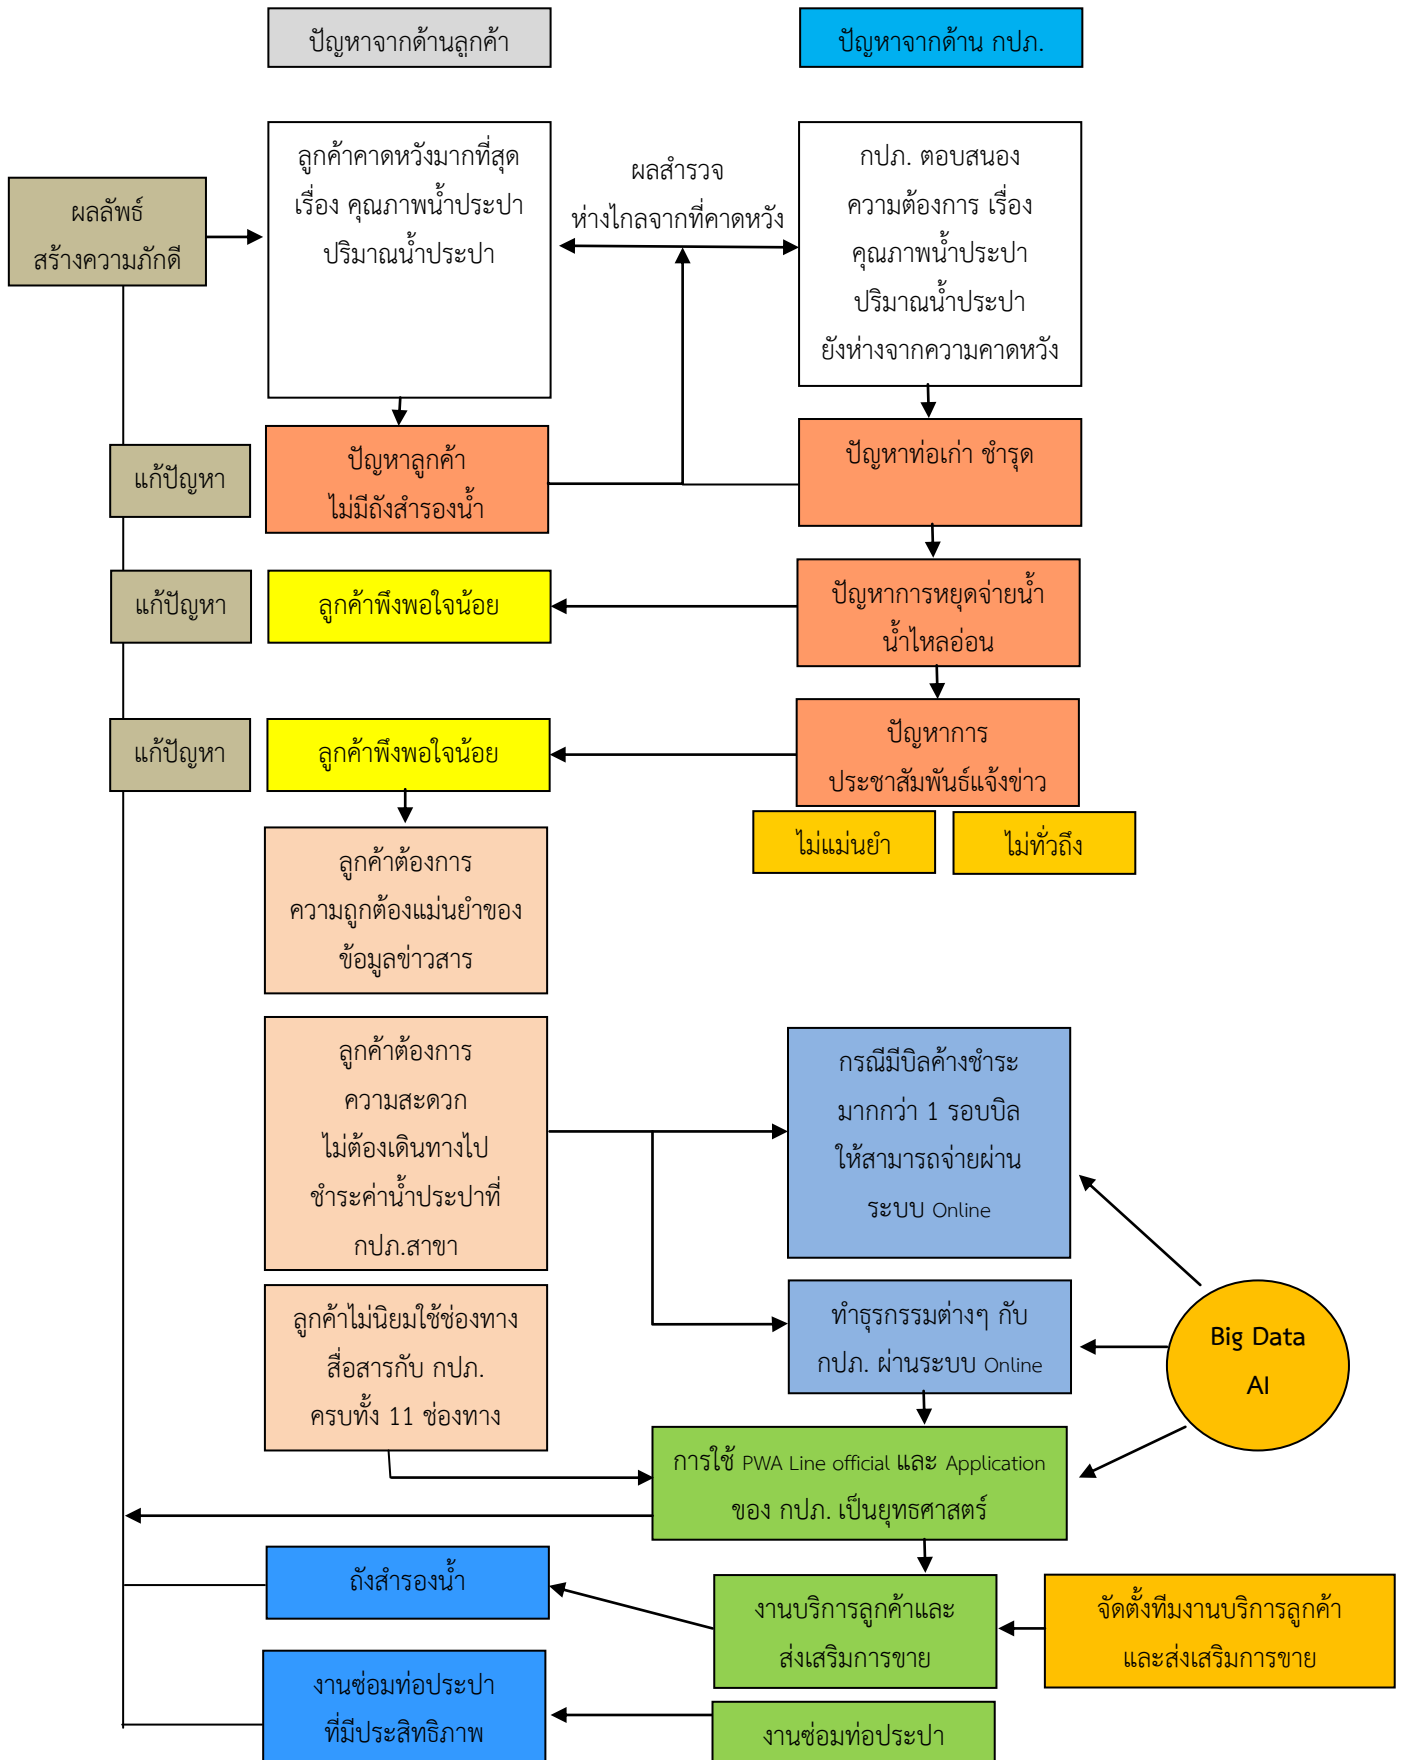 ปัญหาจากด้านลูกค้า
ปัญหาจากด้าน กปภ.
ผลลัพธ์
สร้างความภักดี
ลูกค้าคาดหวังมากที่สุด
เรื่อง คุณภาพน้ำประปา
ปริมาณน้ำประปา
ผลสำรวจ
ห่างไกลจากที่คาดหวัง
กปภ. ตอบสนอง
ความต้องการ เรื่อง
คุณภาพน้ำประปา
ปริมาณน้ำประปา
ยังห่างจากความคาดหวัง
แก้ปัญหา
ปัญหาลูกค้า
ไม่มีถังสำรองน้ำ
ปัญหาท่อเก่า ชำรุด
แก้ปัญหา
ลูกค้าพึงพอใจน้อย
ปัญหาการหยุดจ่ายน้ำ
น้ำไหลอ่อน
แก้ปัญหา
ลูกค้าพึงพอใจน้อย
ปัญหาการ
ประชาสัมพันธ์แจ้งข่าว
ไม่แม่นยำ
ไม่ทั่วถึง
ลูกค้าต้องการ
ความถูกต้องแม่นยำของ
ข้อมูลข่าวสาร
ลูกค้าต้องการ
ความสะดวก
ไม่ต้องเดินทางไป
ชำระค่าน้ำประปาที่
กปภ.สาขา
กรณีมีบิลค้างชำระ
มากกว่า 1 รอบบิล
ให้สามารถจ่ายผ่าน
ระบบ Online
ลูกค้าไม่นิยมใช้ช่องทาง
สื่อสารกับ กปภ.
ครบทั้ง 11 ช่องทาง
ทำธุรกรรมต่างๆ กับ
กปภ. ผ่านระบบ Online
Big Data
AI
การใช้ PWA Line official และ Application
ของ กปภ. เป็นยุทธศาสตร์
ถังสำรองน้ำ
งานบริการลูกค้าและ
ส่งเสริมการขาย
จัดตั้งทีมงานบริการลูกค้า
และส่งเสริมการขาย
งานซ่อมท่อประปา
ที่มีประสิทธิภาพ
งานซ่อมท่อประปา